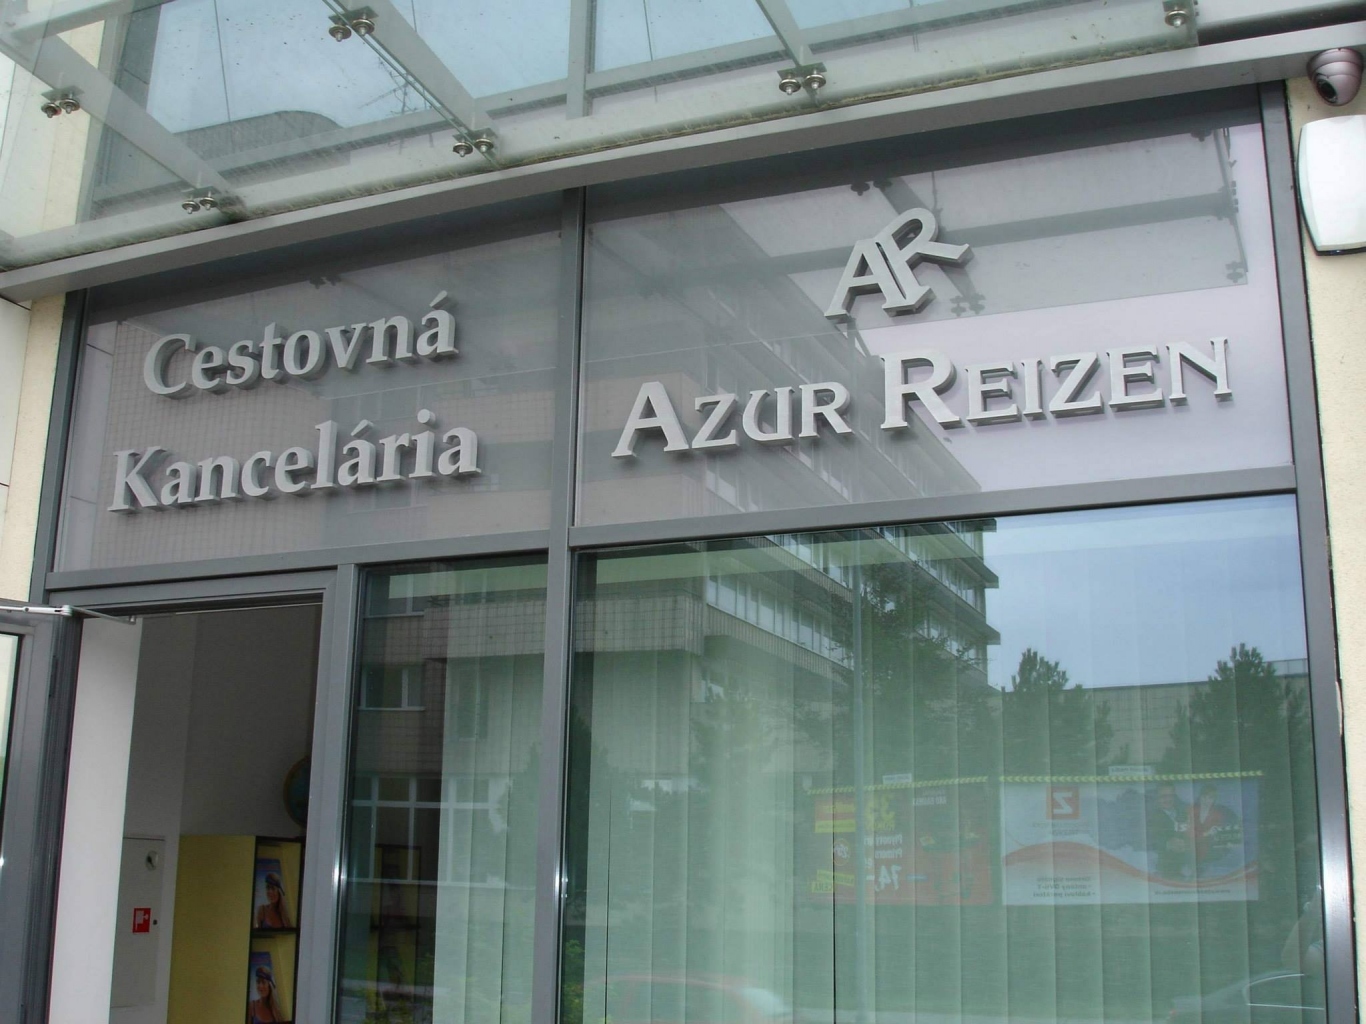 Cestovná
Kancelária
AR
AZUR REIZEN